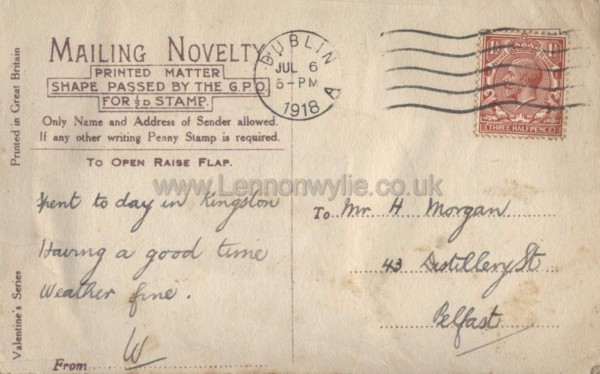 MAILING NOVELTY
PRINTED MATTER
SHAPE PASSED BY THE G.P.O.
FOR ½D STAMP.
Only Name and Address of Sender allowed.
If any other writing Penny Stamp is required.
TO OPEN RAISE FLAP.
Printed in Great Britain
Valentine's Series
DUBLIN
JUL 6
5-PM
1918
A
THREE HALFPENCE
www.Lennonwylie.co.uk
Spent to day in Kingston
Having a good time
Weather fine.
From W
To Mr. H Morgan
43 Distillery St
Belfast